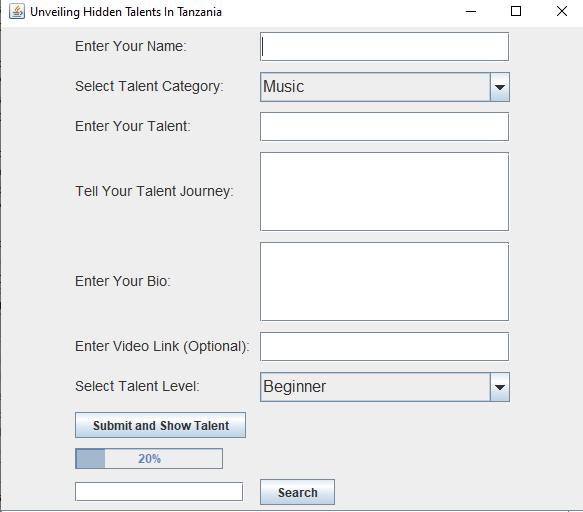 Unveiling Hidden Talents In Tanzania
Enter Your Name:
Select Talent Category: Music
Enter Your Talent:
Tell Your Talent Journey:
Enter Your Bio:
Enter Video Link (Optional):
Select Talent Level: Beginner
Submit and Show Talent
20%
Search